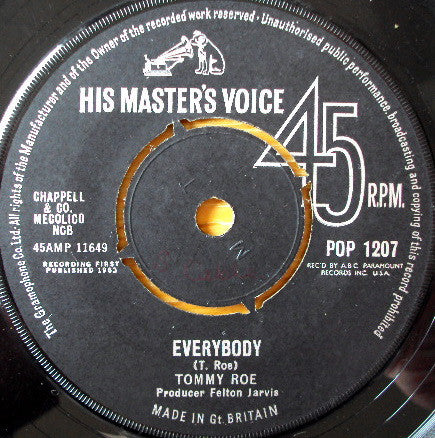 All rights of the Manufacturer and of the Owner of the recorded work reserved · Unauthorised public performance, broadcasting and copying of this record prohibited
The Gramophone Co. Ltd.
HIS MASTER'S VOICE
45
R.P.M.
CHAPPELL
& CO.
MECOLICO
NCB
45AMP 11649
POP 1207
RECORDING FIRST
PUBLISHED 1963
REC'D BY A.B.C. PARAMOUNT
RECORDS INC. U.S.A.
EVERYBODY
(T. Roe)
TOMMY ROE
Producer Felton Jarvis
MADE IN Gt. BRITAIN